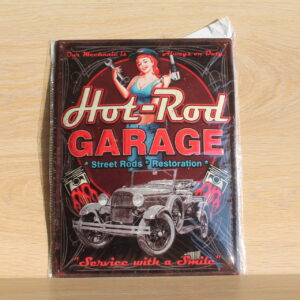 Our Mechanic is Always on Duty
Hot-Rod
GARAGE
* Street Rods * Restoration *
"Service with a Smile"